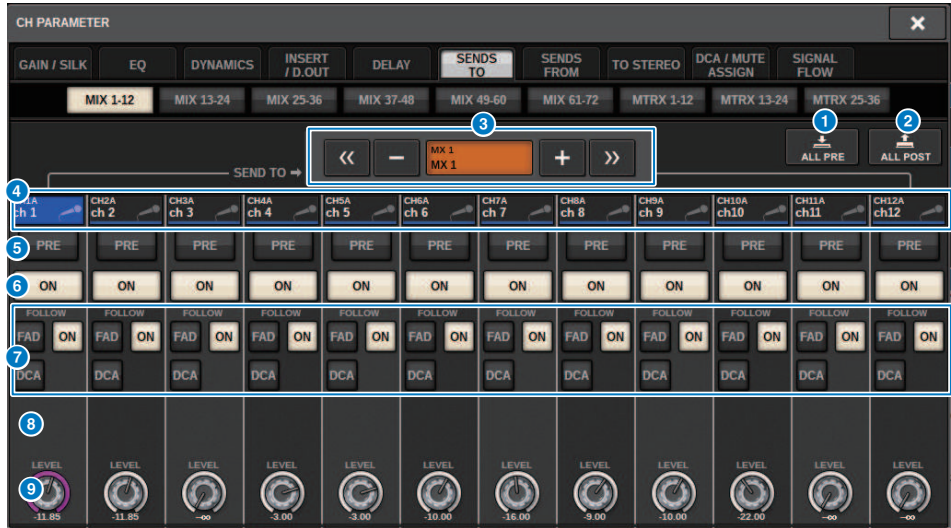 CH PARAMETER
GAIN / SILK EQ DYNAMICS INSERT / D.OUT DELAY SENDS TO SENDS FROM TO STEREO DCA / MUTE ASSIGN SIGNAL FLOW
MIX 1-12 MIX 13-24 MIX 25-36 MIX 37-48 MIX 49-60 MIX 61-72 MTRX 1-12 MTRX 13-24 MTRX 25-36
3 1 2
MX 1
MX 1
ALL PRE ALL POST
SEND TO
4
CH1A CH2A CH3A CH4A CH5A CH6A CH7A CH8A CH9A CH10A CH11A CH12A
ch 1 ch 2 ch 3 ch 4 ch 5 ch 6 ch 7 ch 8 ch 9 ch10 ch11 ch12
5 PRE PRE PRE PRE PRE PRE PRE PRE PRE PRE PRE PRE
6 ON ON ON ON ON ON ON ON ON ON ON ON
FOLLOW FOLLOW FOLLOW FOLLOW FOLLOW FOLLOW FOLLOW FOLLOW FOLLOW FOLLOW FOLLOW FOLLOW
FAD ON FAD ON FAD ON FAD ON FAD ON FAD ON FAD ON FAD ON FAD ON FAD ON FAD ON FAD ON
7
DCA DCA DCA DCA DCA DCA DCA DCA DCA DCA DCA DCA
8
LEVEL LEVEL LEVEL LEVEL LEVEL LEVEL LEVEL LEVEL LEVEL LEVEL LEVEL LEVEL
9
-11.85 -11.85 -∞ -3.00 -3.00 -10.00 -16.00 -9.00 -10.00 -22.00 -∞ -∞